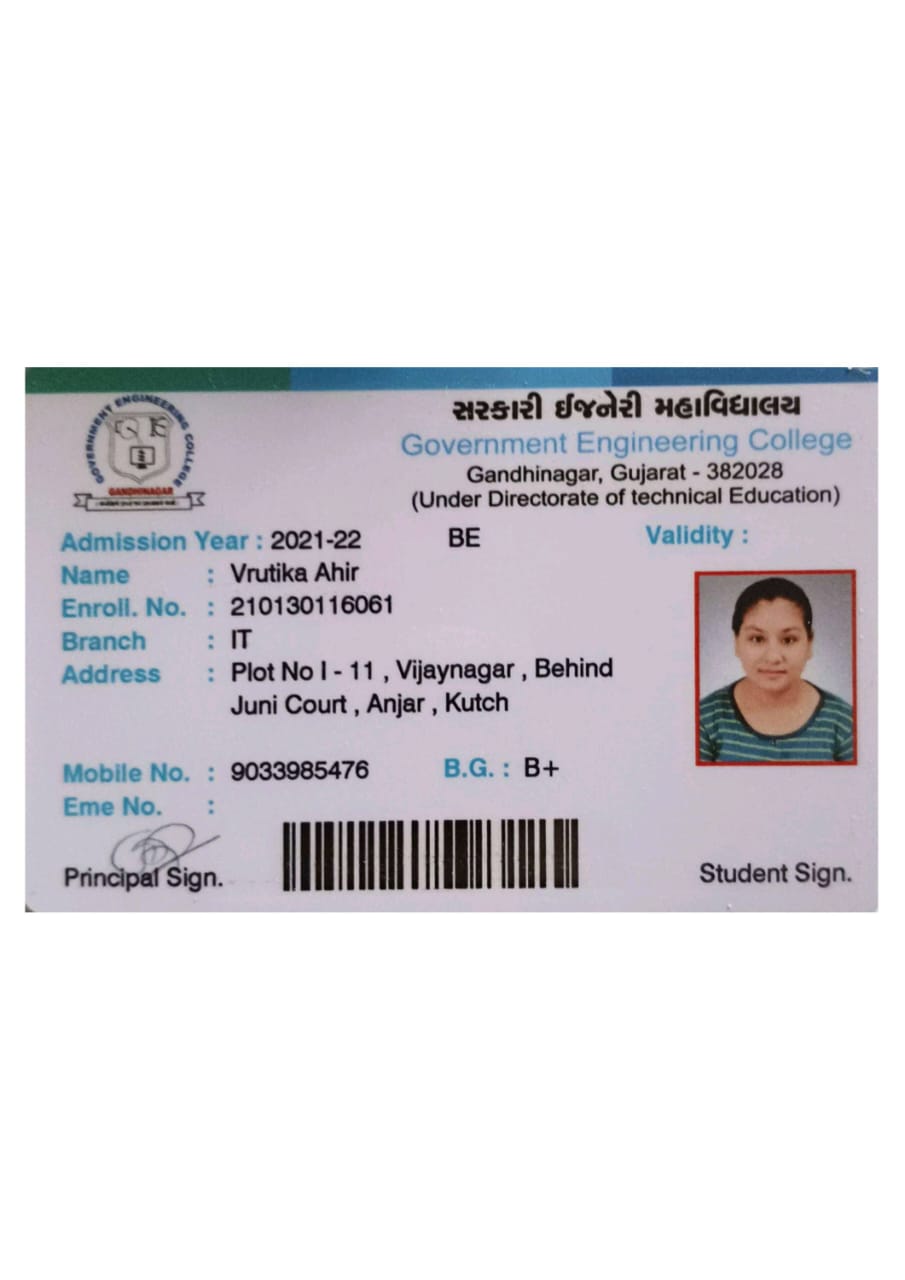 સરકારી ઈજનેરી મહાવિધાલય
Government Engineering College
Gandhinagar, Gujarat - 382028
(Under Directorate of technical Education)
GOVERNMENT ENGINEERING COLLEGE
GANDHINAGAR
Admission Year : 2021-22 BE Validity :
Name : Vrutika Ahir
Enroll. No. : 210130116061
Branch : IT
Address : Plot No I - 11 , Vijaynagar , Behind
Juni Court , Anjar , Kutch
Mobile No. : 9033985476 B.G. : B+
Eme No. :
Principal Sign. Student Sign.